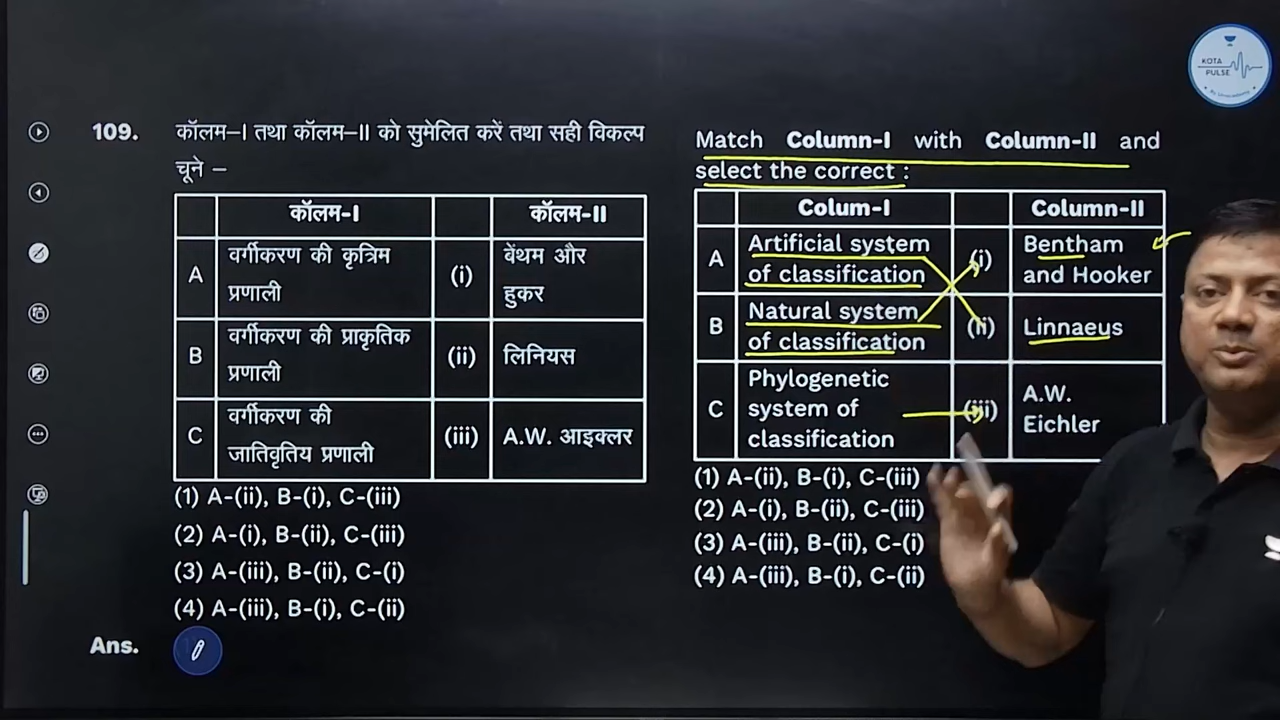 KOTA
PULSE
109. कॉलम–I तथा कॉलम–II को सुमेलित करें तथा सही विकल्प
चूने –
कॉलम-I कॉलम-II
A वर्गीकरण की कृत्रिम
प्रणाली
(i) बेंथम और
हुकर
B वर्गीकरण की प्राकृतिक
प्रणाली
(ii) लिनियस
C वर्गीकरण की
जातिवृतिय प्रणाली
(iii) A.W. आइक्लर
(1) A-(ii), B-(i), C-(iii)
(2) A-(i), B-(ii), C-(iii)
(3) A-(iii), B-(ii), C-(i)
(4) A-(iii), B-(i), C-(ii)
Ans.
Match Column-I with Column-II and
select the correct :
Colum-I Column-II
A Artificial system
of classification
(i) Bentham
and Hooker
B Natural system
of classification
(ii) Linnaeus
C Phylogenetic
system of
classification
(iii) A.W.
Eichler
(1) A-(ii), B-(i), C-(iii)
(2) A-(i), B-(ii), C-(iii)
(3) A-(iii), B-(ii), C-(i)
(4) A-(iii), B-(i), C-(ii)